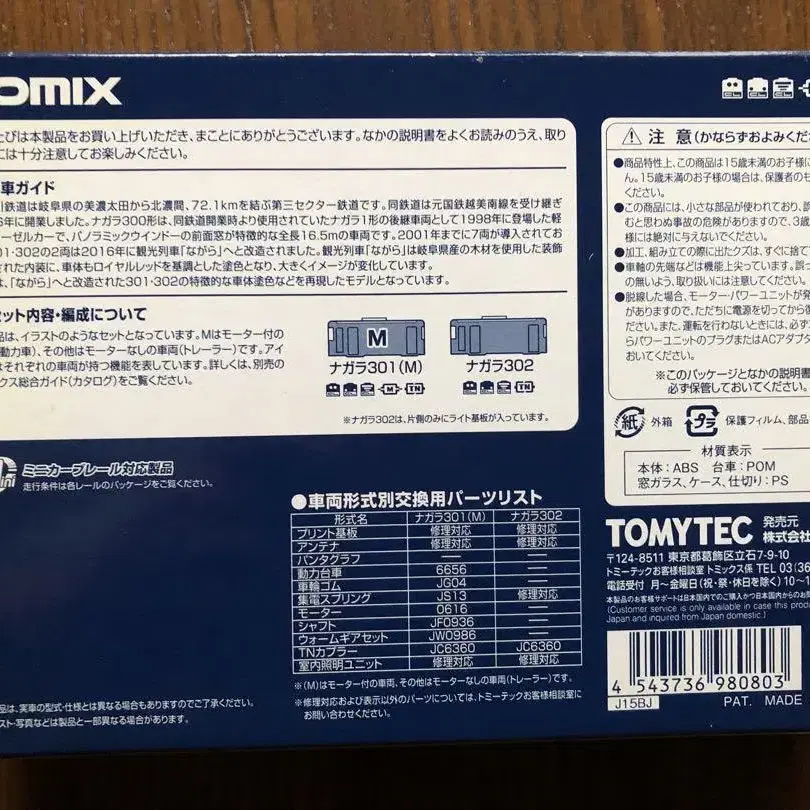 OMIX
たびは本製品をお買い上げいただき、まことにありがとうございます。なかの説明書をよくお読みのうえ、取り
には十分注意してお楽しみください。
車ガイド
川鉄道は岐阜県の美濃太田から北濃間、72.1kmを結ぶ第三セクター鉄道です。同鉄道は元国鉄越美南線を受け継ぎ
6年に開業しました。ナガラ300形は、同鉄道開業時より使用されていたナガラ1形の後継車両として1998年に登場した軽
ーゼルカーで、パノラミックウインドーの前面窓が特徴的な全長16.5mの車両です。2001年までに7両が導入されてお
01・302の2両は2016年に観光列車「ながら」へと改造されました。観光列車「ながら」は岐阜県産の木材を使用した装飾
された内装に、車体もロイヤルレッドを基調とした塗色となり、大きくイメージが変化しています。
は、「ながら」へと改造された301・302の特徴的な車体塗色などを再現したモデルとなっています。
セット内容・編成について
品は、イラストのようなセットとなっています。Mはモーター付の
動力車)、その他はモーターなしの車両(トレーラー)です。アイ
はそれぞれの車両が持つ機能を表しています。詳しくは、別売の
クス総合ガイド(カタログ)をご覧ください。
M
ナガラ301(M) ナガラ302
M TN TN
※ナガラ302は、片側のみにライト基板が入っています。
ini ミニカーブレール対応製品
走行条件は各レールのパッケージをご覧ください。
●車両形式別交換用パーツリスト
形式名 ナガラ301(M) ナガラ302
プリント基板 修理対応 修理対応
アンテナ 修理対応 修理対応
パンタグラフ — —
動力台車 6656 —
車輪ゴム JG04 —
集電スプリング JS13 修理対応
モーター 0616 —
シャフト JF0936 —
ウォームギアセット JW0986 —
TNカプラー JC6360 JC6360
室内照明ユニット 修理対応 修理対応
※(M)はモーター付の車両、その他はモーターなしの車両(トレーラー)です。
※修理対応および表示以外のパーツについては、トミーテックお客様相談室に
お問い合わせください。
品は、実車の型式・仕様とは異なる場合もありますのでご了承ください。
スト・写真などは製品と一部異なる場合があります。
注 意 (かならずおよみくだ
●商品特性上、この商品は15歳未満のお子様に
ん。15歳未満のお子様の場合は、保護者のも
ください。
●この商品には、小さな部品が使われており、誤
むと思わぬ事故の危険がありますので、3歳
様には絶対に与えないでください。
●加工、組み立ての際に出たクズは、すぐに捨て
●車輪の先端などは機能上尖っています。誤っ
の無いよう、取り扱いには注意してください。
●脱線した場合、モーター・パワーユニットが発
がありますので、ただちに電源を切ってから復
ださい。また、運転を行わないときには、必ず
らパワーユニットのプラグまたはACアダプタ
おいてください。
※このパッケージとなかの説明書
必ず保管しておいてください。
紙 外箱 プラ 保護フィルム、部品
材質表示
本体：ABS 台車：POM
窓ガラス、ケース、仕切り：PS
TOMYTEC 発売元
株式会社
〒124-8511 東京都葛飾区立石7-9-10
トミーテックお客様相談室 トミックス係 TEL 03(36
電話受付 月～金曜日(祝・祭・休日を除く)10～1
本製品のお客様サポートは日本国内でのご購入かつ日本国内からのお問
(Customer service is only available in case this produ
Japan and inquired from Japan domestic.)
4 543736 980803
J15BJ PAT. MADE